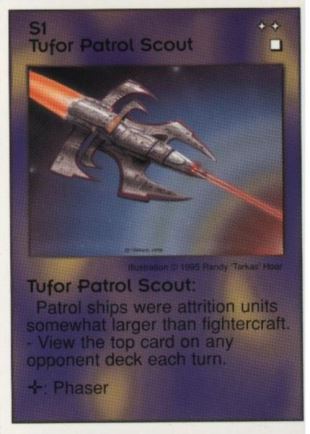 S1
Tufor Patrol Scout
Illustration © 1995 Randy 'Tarkas' Hoar
Tufor Patrol Scout:
Patrol ships were attrition units
somewhat larger than fightercraft.
- View the top card on any
opponent deck each turn.
✛: Phaser